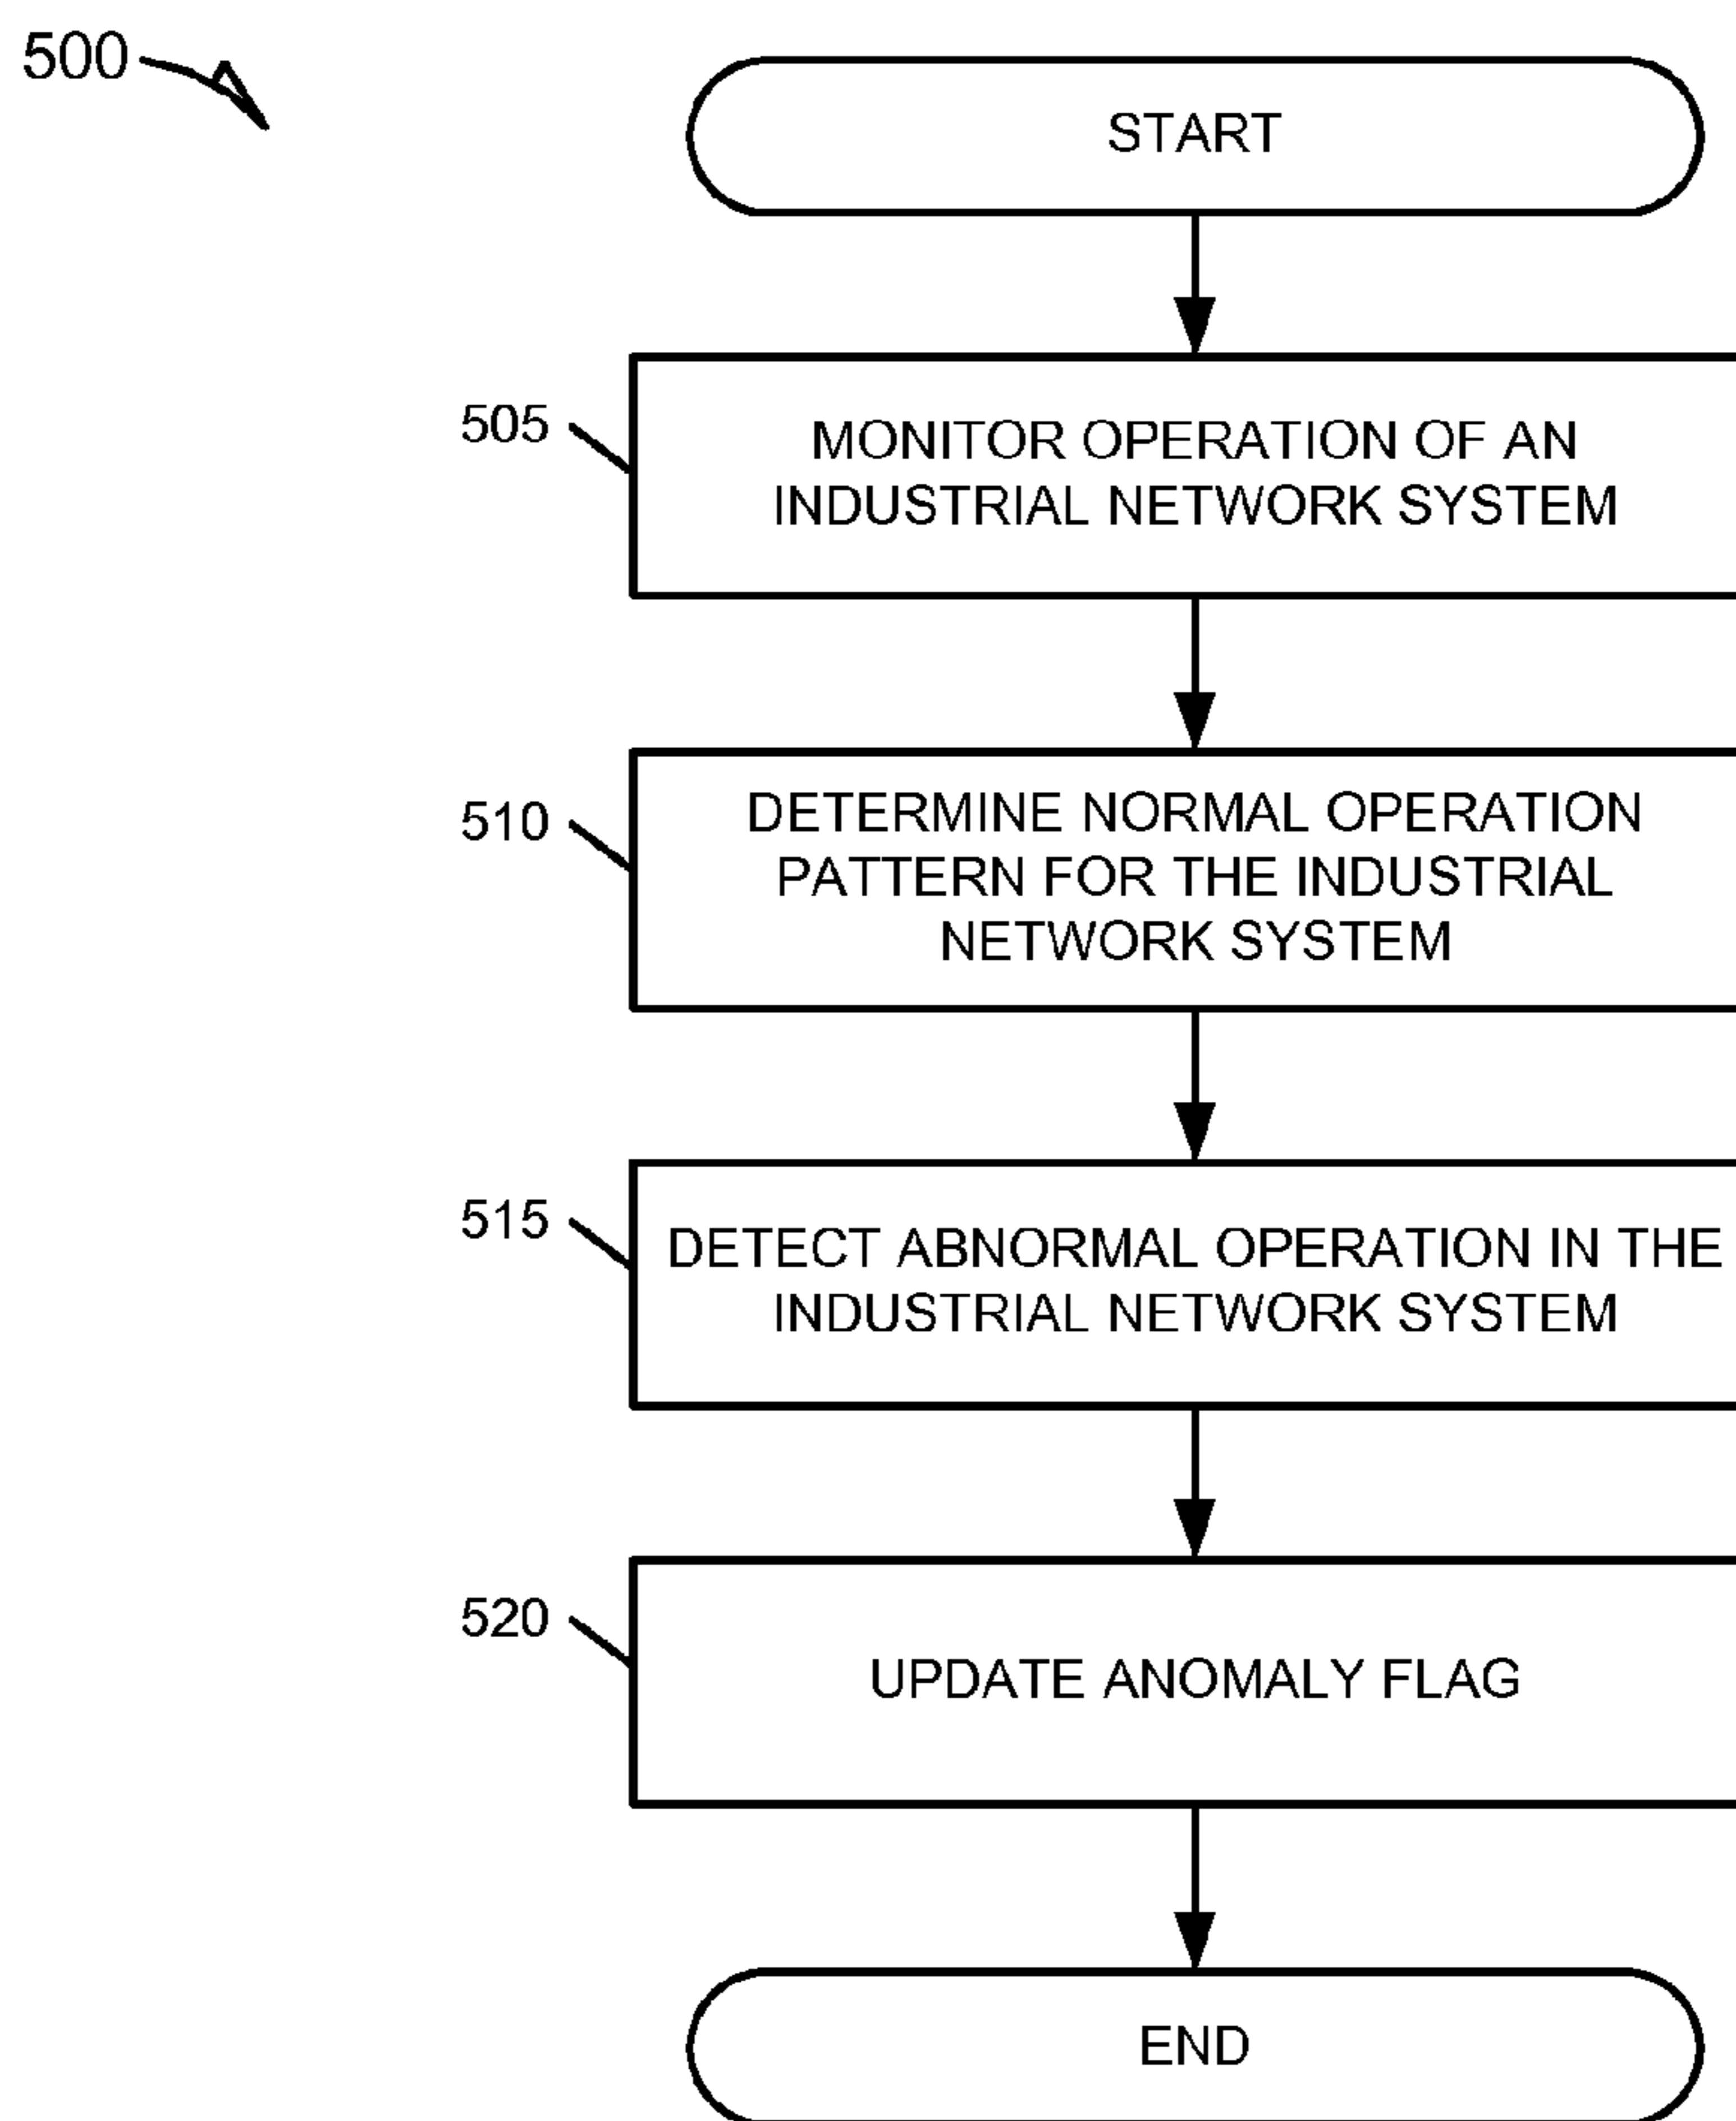 500
START
505
MONITOR OPERATION OF AN
INDUSTRIAL NETWORK SYSTEM
510
DETERMINE NORMAL OPERATION
PATTERN FOR THE INDUSTRIAL
NETWORK SYSTEM
515
DETECT ABNORMAL OPERATION IN THE
INDUSTRIAL NETWORK SYSTEM
520
UPDATE ANOMALY FLAG
END